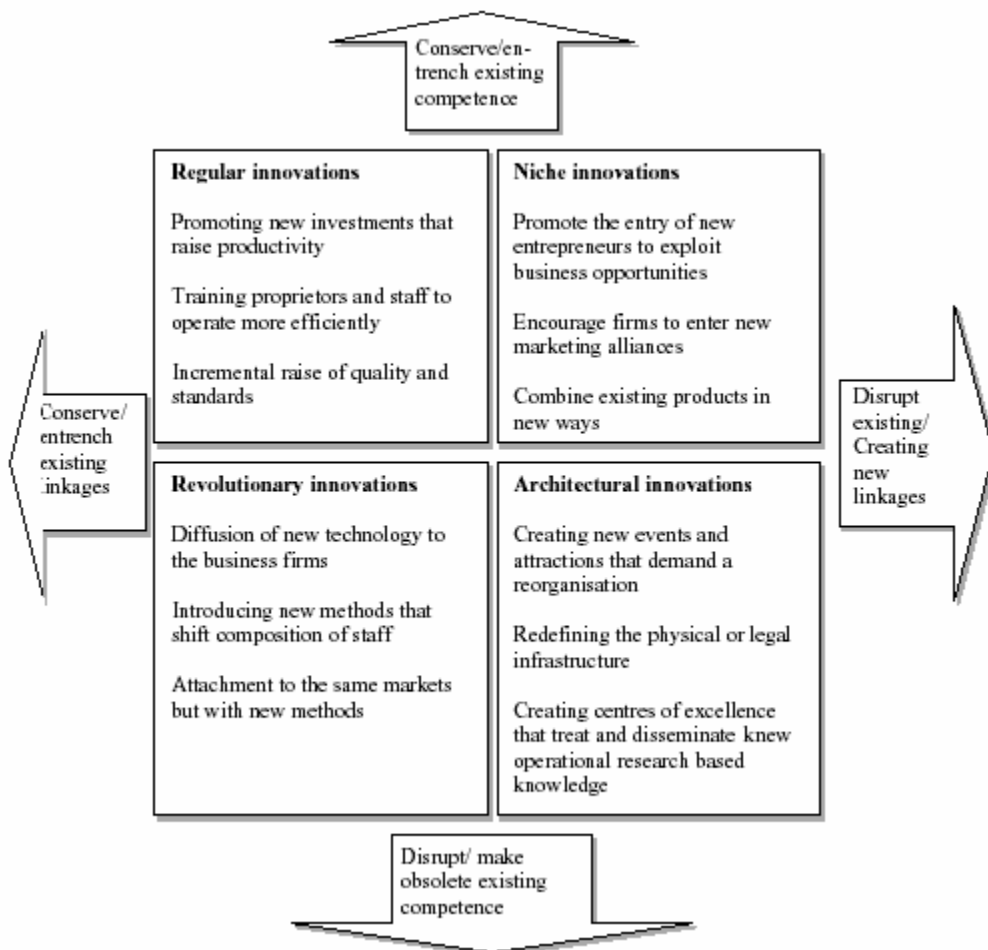 Conserve/en-
trench existing
competence
Regular innovations
Promoting new investments that
raise productivity
Training proprietors and staff to
operate more efficiently
Incremental raise of quality and
standards
Niche innovations
Promote the entry of new
entrepreneurs to exploit
business opportunities
Encourage firms to enter new
marketing alliances
Combine existing products in
new ways
Conserve/
entrench
existing
linkages
Disrupt
existing/
Creating
new
linkages
Revolutionary innovations
Diffusion of new technology to
the business firms
Introducing new methods that
shift composition of staff
Attachment to the same markets
but with new methods
Architectural innovations
Creating new events and
attractions that demand a
reorganisation
Redefining the physical or legal
infrastructure
Creating centres of excellence
that treat and disseminate knew
operational research based
knowledge
Disrupt/ make
obsolete existing
competence